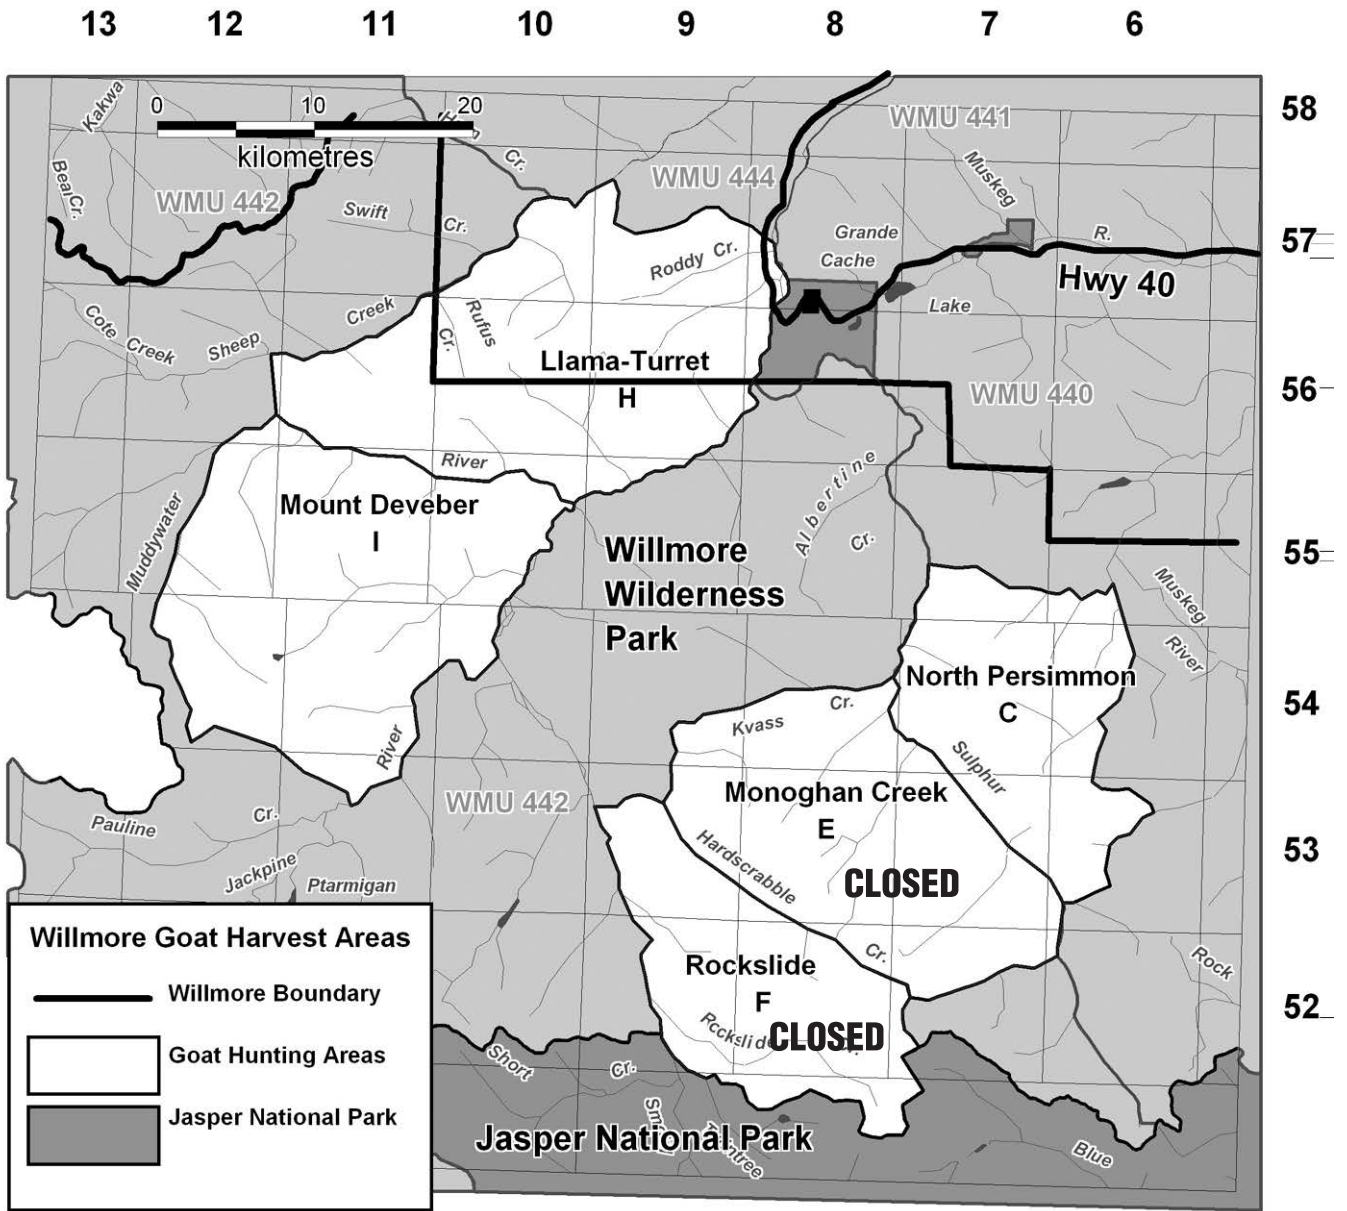 13 12 11 10 9 8 7 6
58
57
56
55
54
53
52
0 10 20
kilometres
Kakwa
Cr.
WMU 441
Muskeg
WMU 444
Bear Cr.
WMU 442
Swift
Cr.
Grande
Cache
R.
Roddy Cr.
Hwy 40
Lake
Cote Creek
Sheep
Creek
Rufus
Cr.
Llama-Turret
H
WMU 440
River
Albertine
Cr.
Muddywater
Mount Deveber
I
Willmore
Wilderness
Park
Muskeg
River
North Persimmon
C
Kvass
Cr.
River
Sulphur
Monoghan Creek
E
CLOSED
WMU 442
Pauline
Cr.
Hardscrabble
Cr.
Jackpine
Ptarmigan
Rockslide
F
CLOSED
Rock
Short
Cr.
Jasper National Park
Blue
Willmore Goat Harvest Areas
Willmore Boundary
Goat Hunting Areas
Jasper National Park